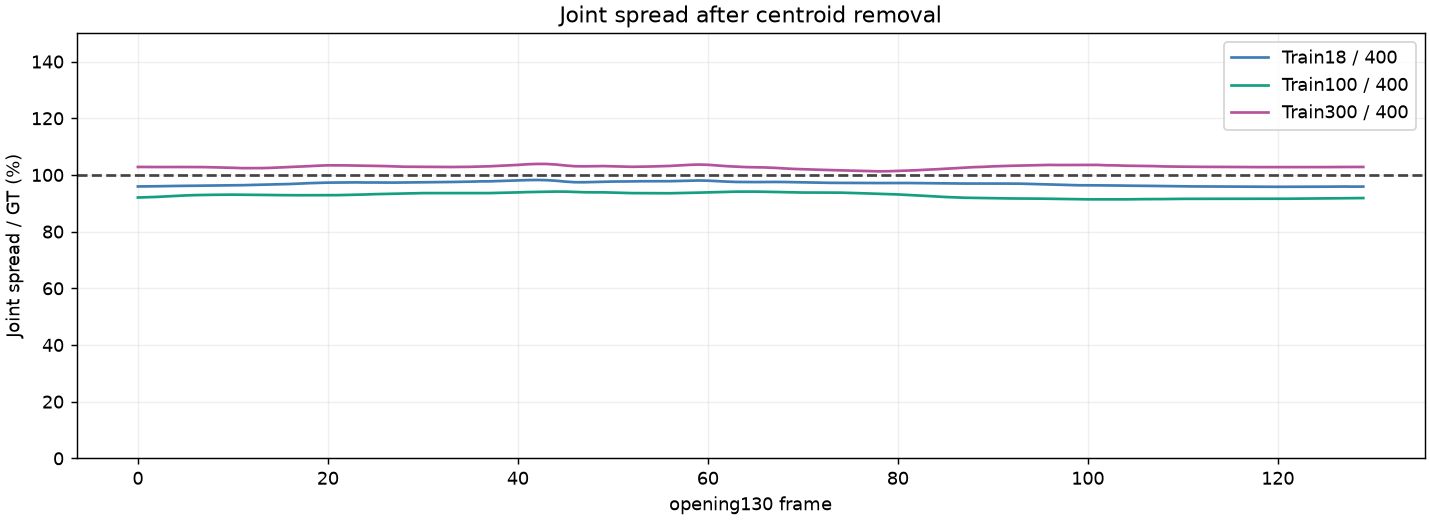 Joint spread after centroid removal
Joint spread / GT (%)
140
120
100
80
60
40
20
0
Train18 / 400
Train100 / 400
Train300 / 400
0 20 40 60 80 100 120
opening130 frame